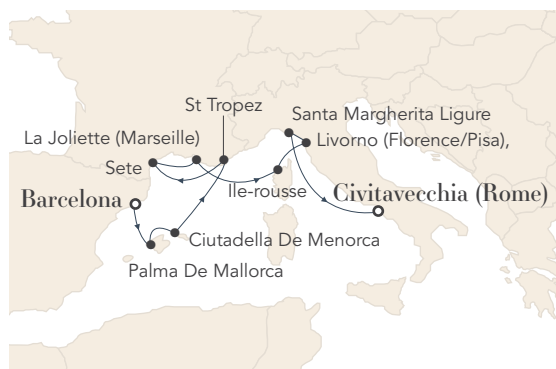 St Tropez
Santa Margherita Ligure
La Joliette (Marseille)
Livorno (Florence/Pisa),
Sete
Ile-rousse
Civitavecchia (Rome)
Barcelona
Ciutadella De Menorca
Palma De Mallorca